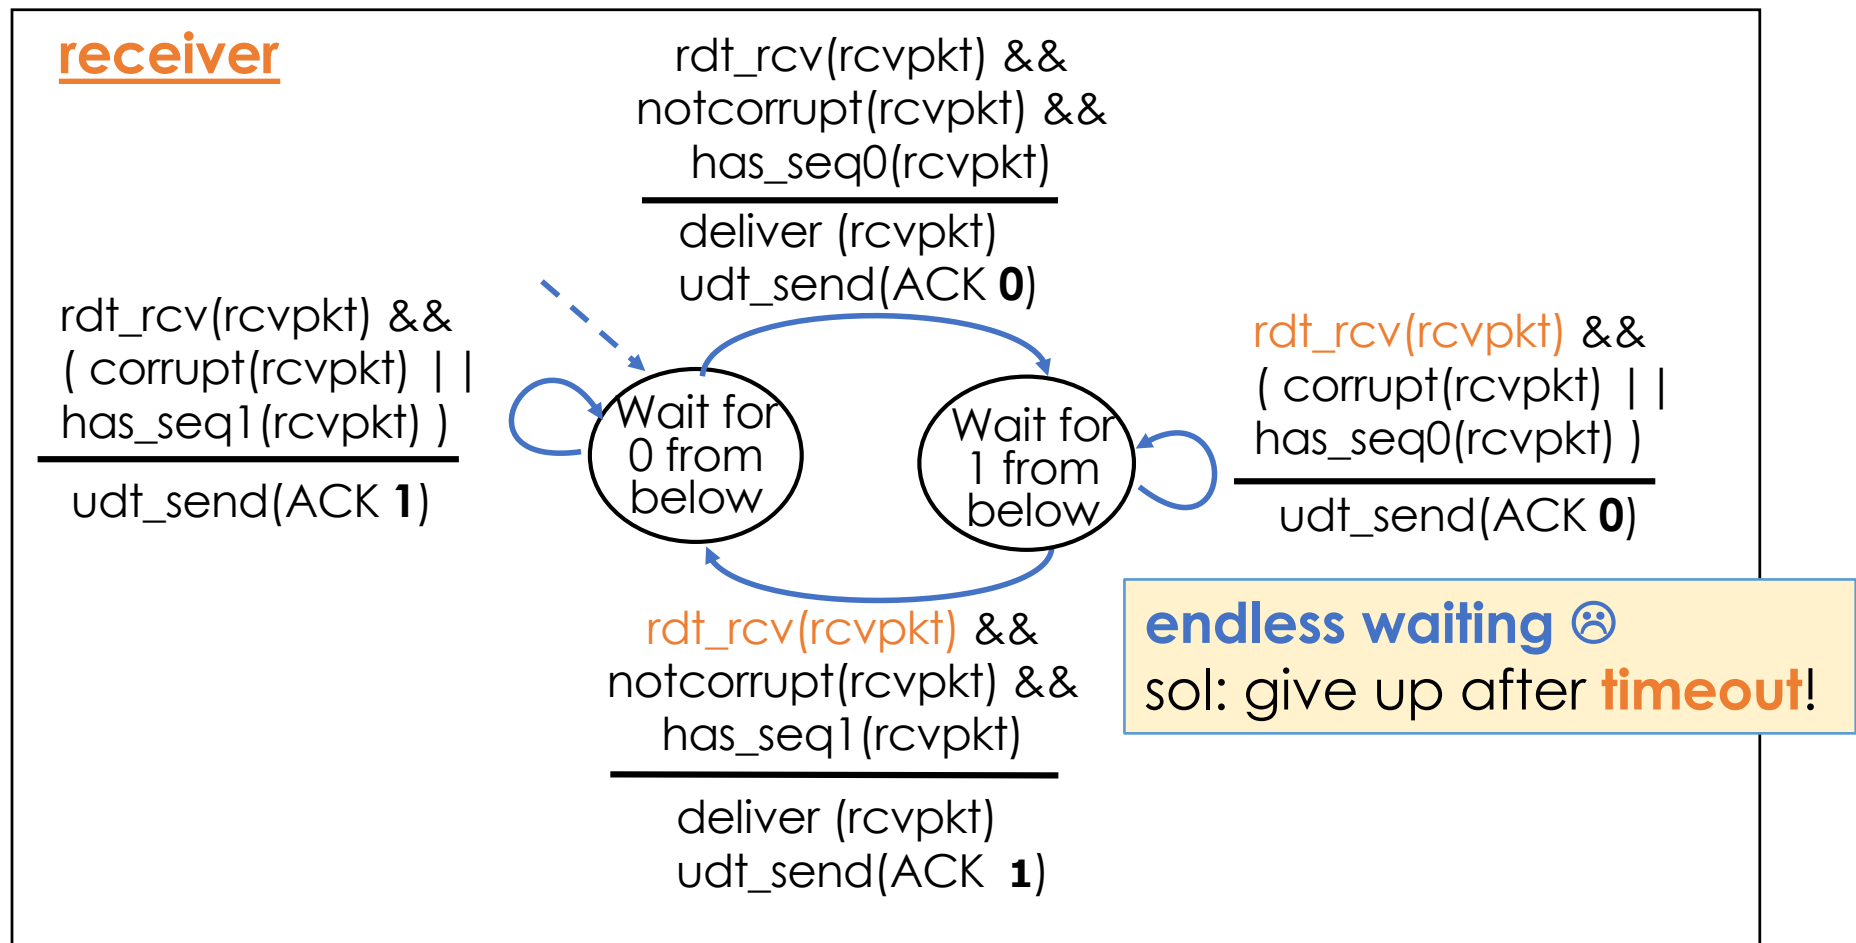 receiver
rdt_rcv(rcvpkt) &&
notcorrupt(rcvpkt) &&
has_seq0(rcvpkt)
deliver (rcvpkt)
udt_send(ACK 0)
rdt_rcv(rcvpkt) &&
( corrupt(rcvpkt) ||
has_seq1(rcvpkt) )
udt_send(ACK 1)
Wait for
0 from
below
Wait for
1 from
below
rdt_rcv(rcvpkt) &&
( corrupt(rcvpkt) ||
has_seq0(rcvpkt) )
udt_send(ACK 0)
rdt_rcv(rcvpkt) &&
notcorrupt(rcvpkt) &&
has_seq1(rcvpkt)
deliver (rcvpkt)
udt_send(ACK 1)
endless waiting ☹
sol: give up after timeout!